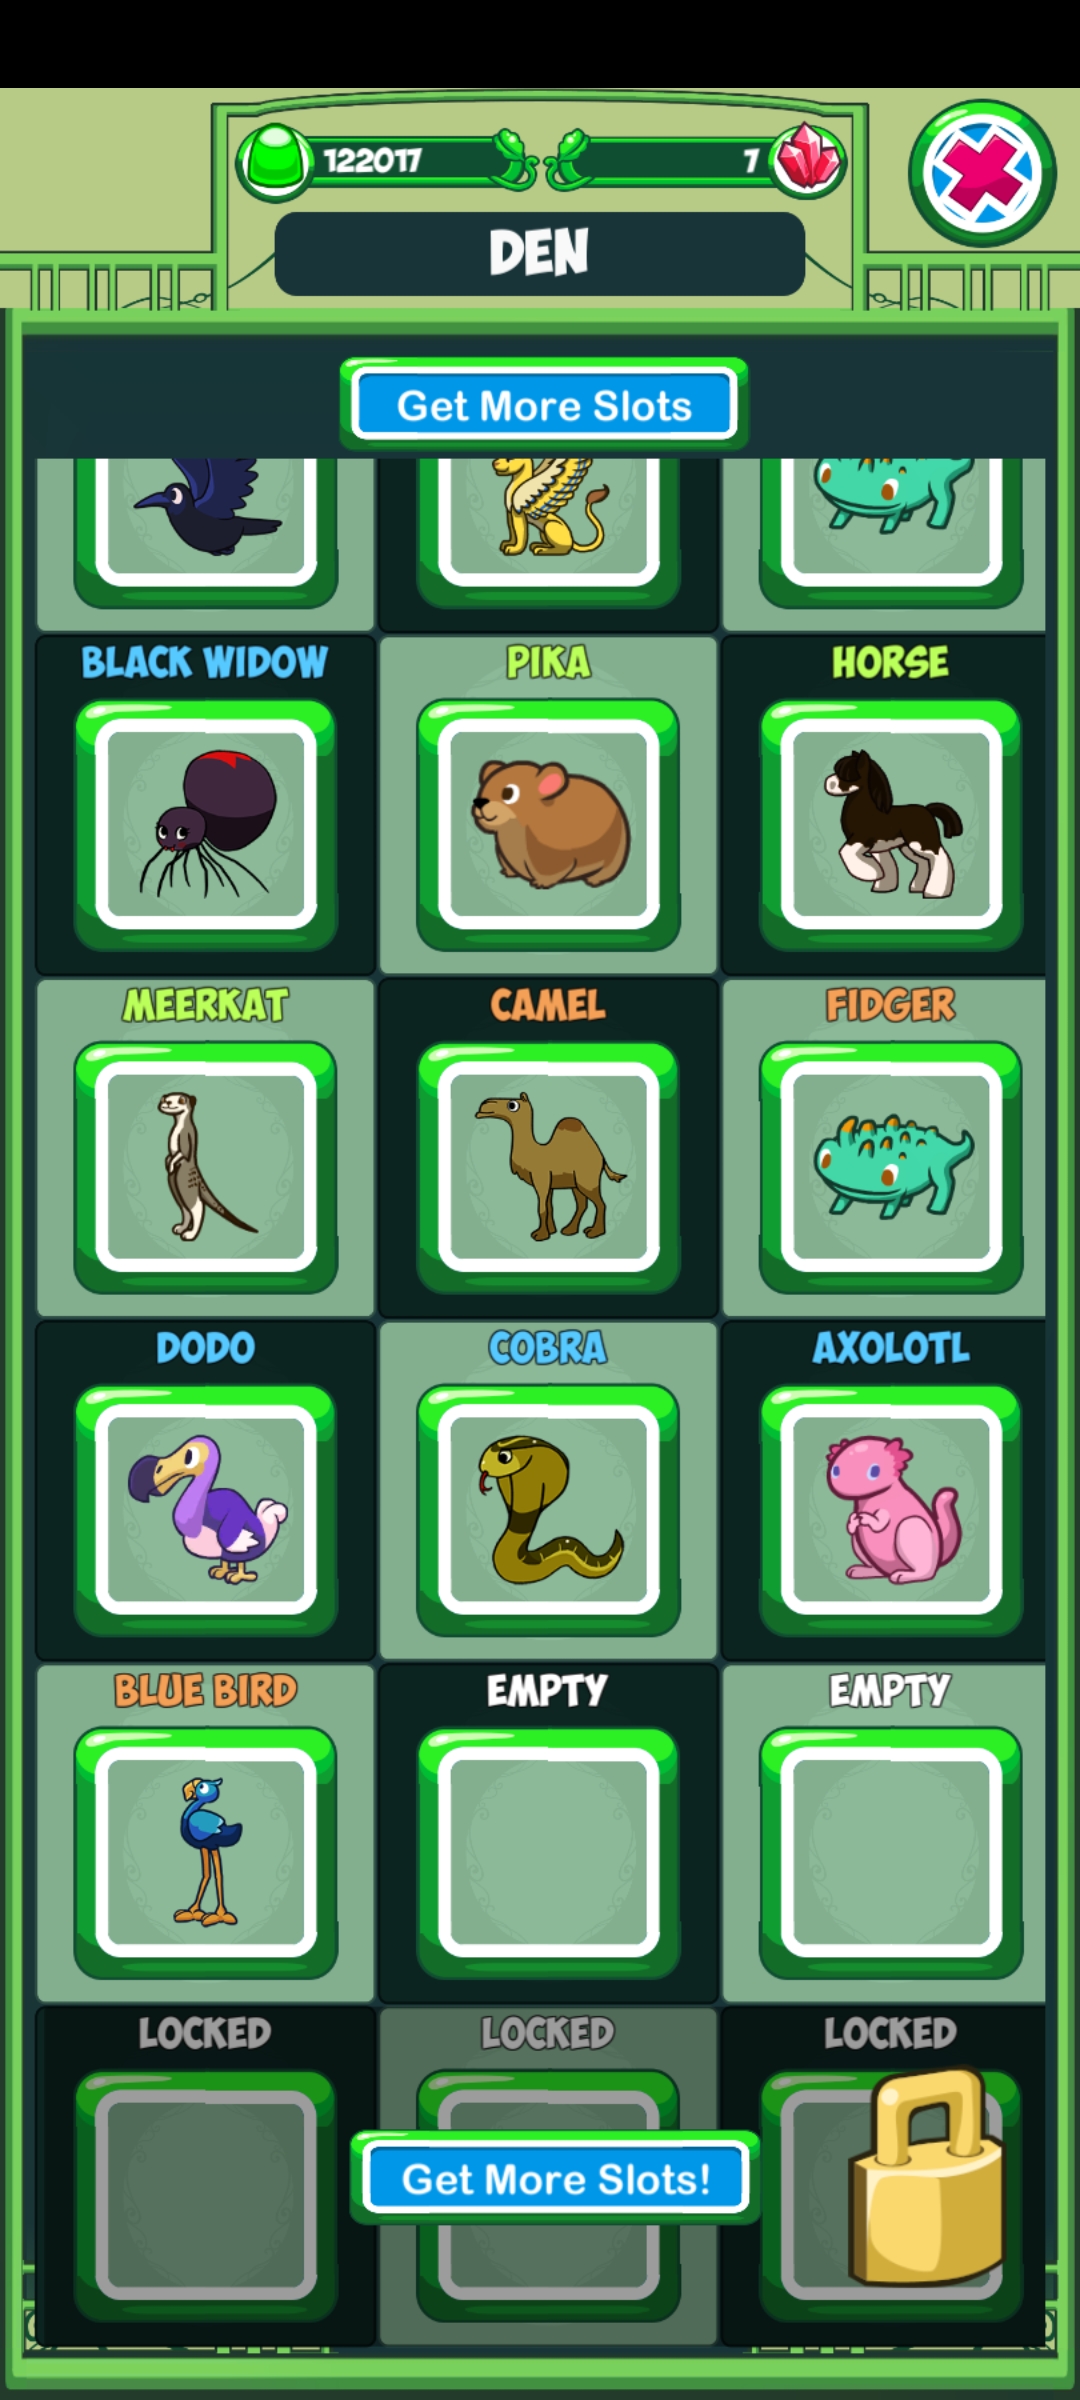 122017
7
DEN
Get More Slots
BLACK WIDOW
PIKA
HORSE
MEERKAT
CAMEL
FIDGER
DODO
COBRA
AXOLOTL
BLUE BIRD
EMPTY
EMPTY
LOCKED
LOCKED
LOCKED
Get More Slots!